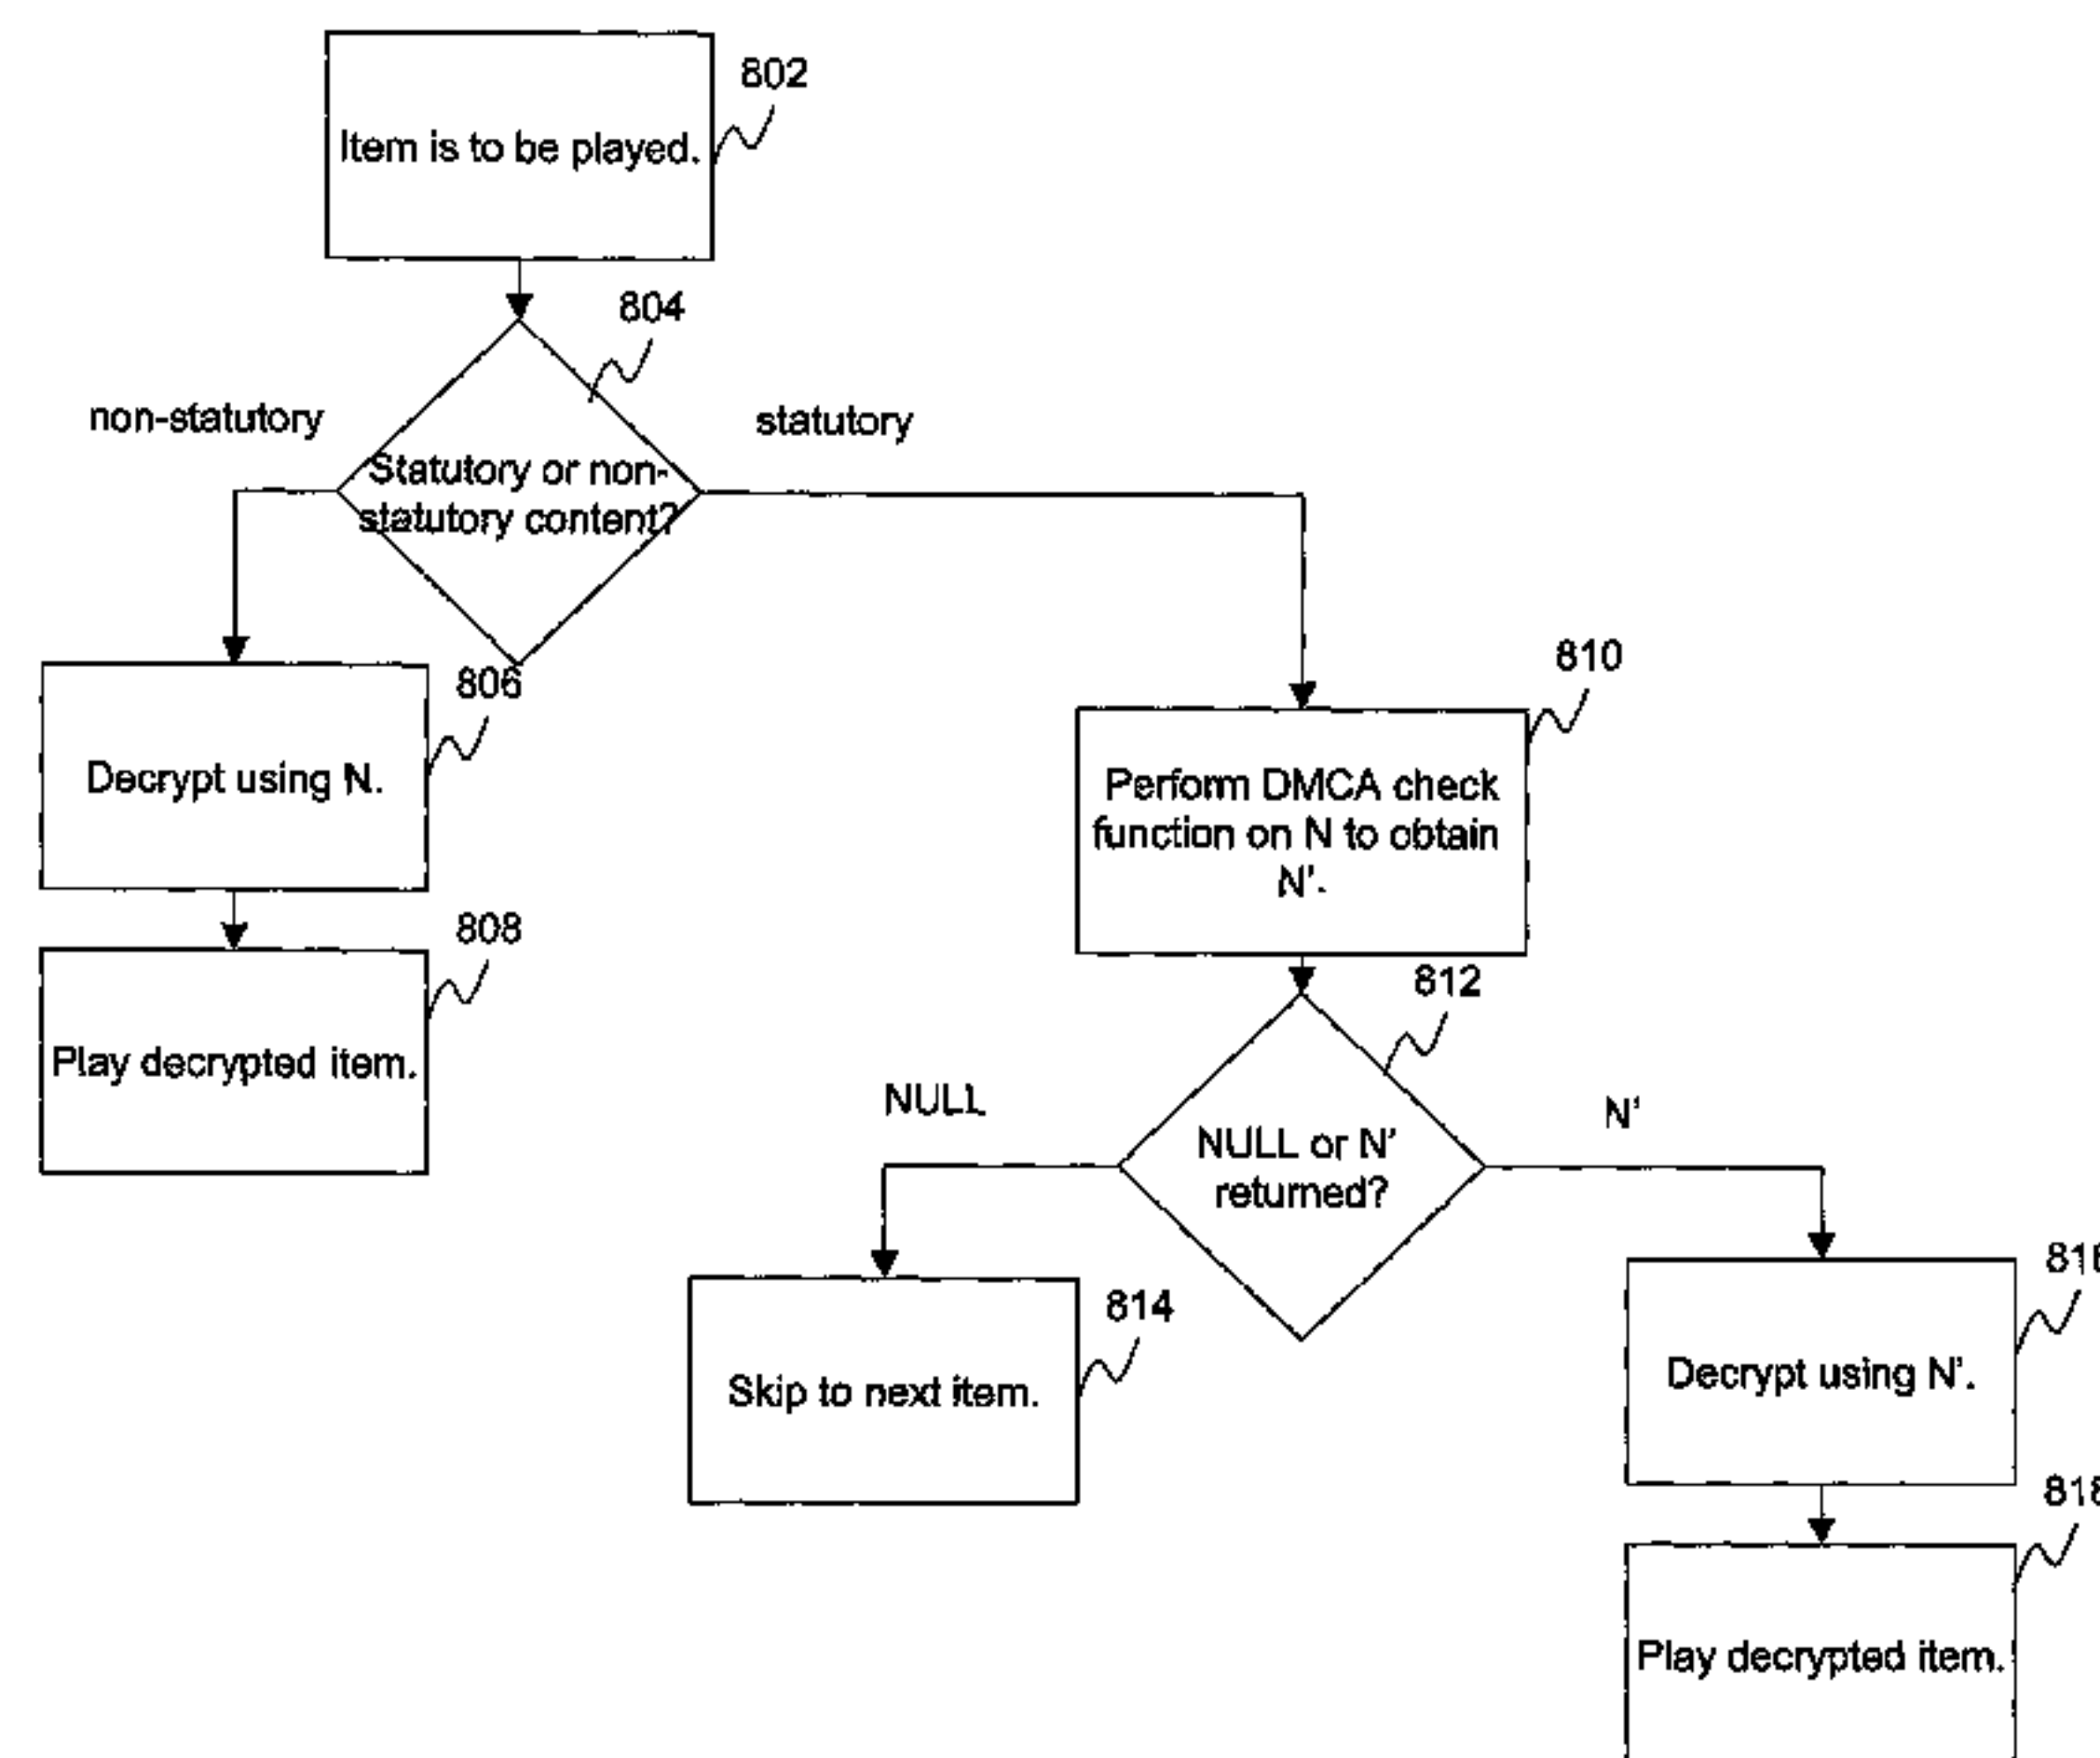 802
Item is to be played.
804
non-statutory
statutory
Statutory or non-
statutory content?
806
810
Decrypt using N.
Perform DMCA check
function on N to obtain
N'.
808
812
Play decrypted item.
NULL
N'
NULL or N'
returned?
814
Skip to next item.
Decrypt using N'.
Play decrypted item.